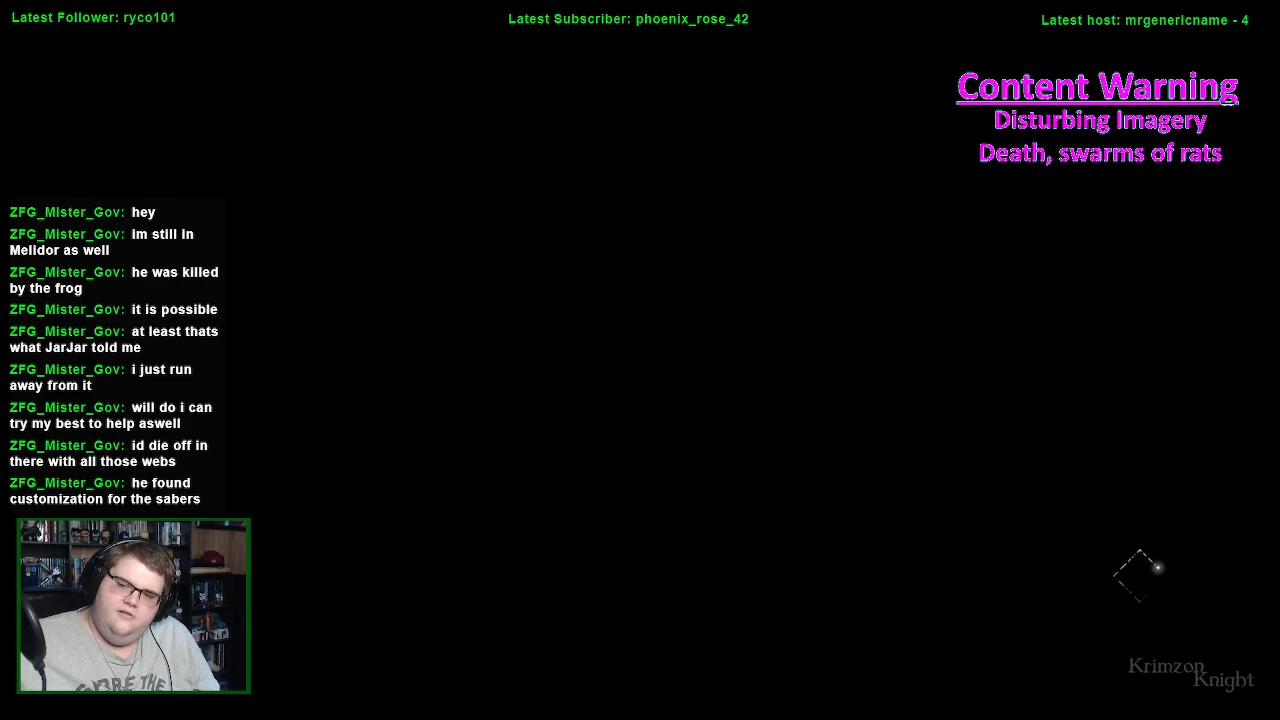 Latest Follower: ryco101
Latest Subscriber: phoenix_rose_42
Latest host: mrgenericname - 4
Content Warning
Disturbing Imagery
Death, swarms of rats
ZFG_Mister_Gov: hey
ZFG_Mister_Gov: im still in
Melldor as well
ZFG_Mister_Gov: he was killed
by the frog
ZFG_Mister_Gov: it is possible
ZFG_Mister_Gov: at least thats
what JarJar told me
ZFG_Mister_Gov: i just run
away from it
ZFG_Mister_Gov: will do i can
try my best to help aswell
ZFG_Mister_Gov: id die off in
there with all those webs
ZFG_Mister_Gov: he found
customization for the sabers
Krimzon
Knight